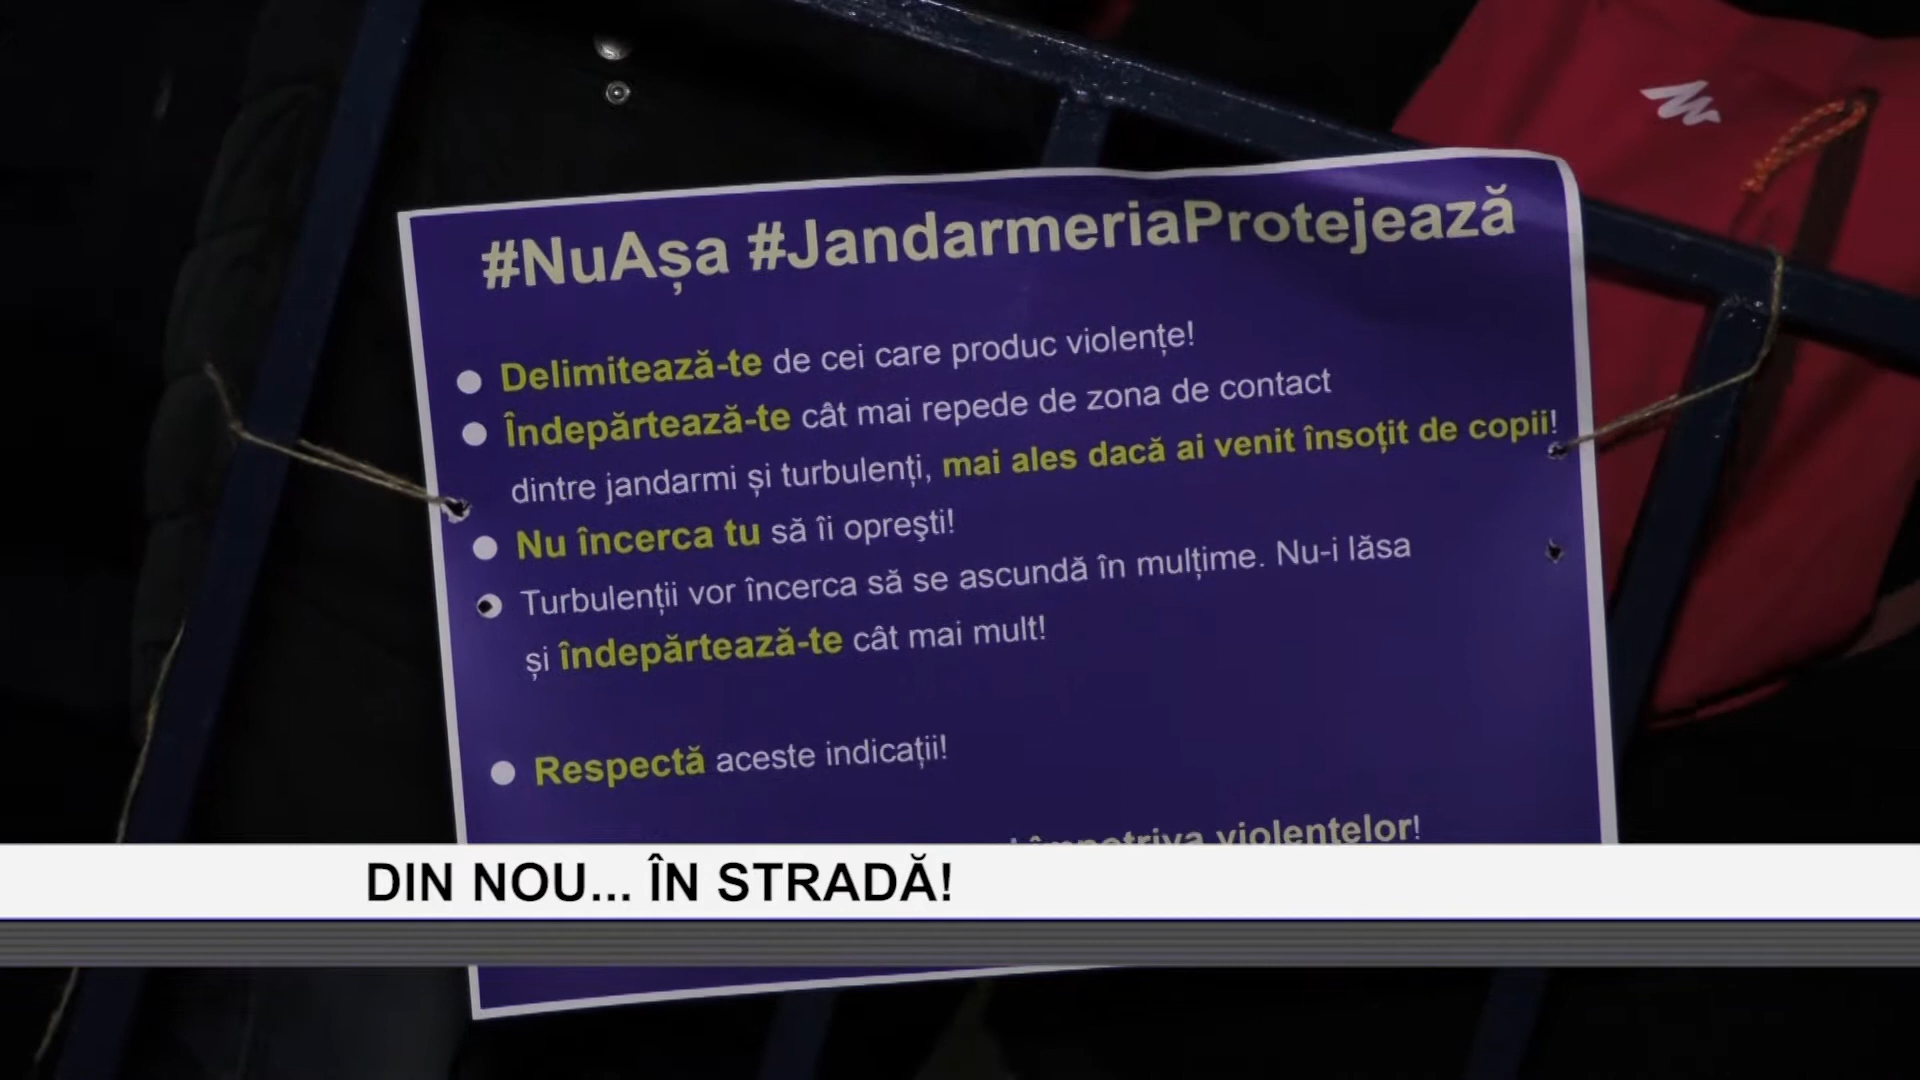 #NuAșa #JandarmeriaProtejează
Delimitează-te de cei care produc violențe!
Îndepărtează-te cât mai repede de zona de contact
dintre jandarmi și turbulenți, mai ales dacă ai venit însoțit de copii!
Nu încerca tu să îi opreşti!
Turbulenții vor încerca să se ascundă în mulțime. Nu-i lăsa
și îndepărtează-te cât mai mult!
Respectă aceste indicații!
împotriva violențelor!
DIN NOU... ÎN STRADĂ!